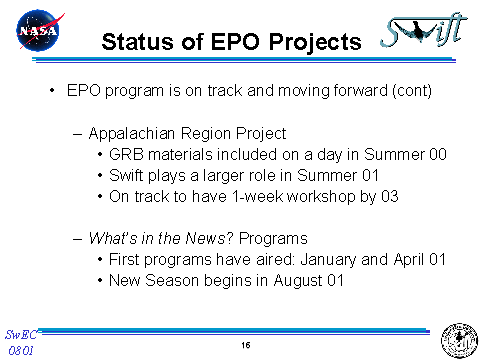 NASA
Swift
Status of EPO Projects
• EPO program is on track and moving forward (cont)
– Appalachian Region Project
• GRB materials included on a day in Summer 00
• Swift plays a larger role in Summer 01
• On track to have 1-week workshop by 03
– What's in the News? Programs
• First programs have aired: January and April 01
• New Season begins in August 01
SwEC
0801
16